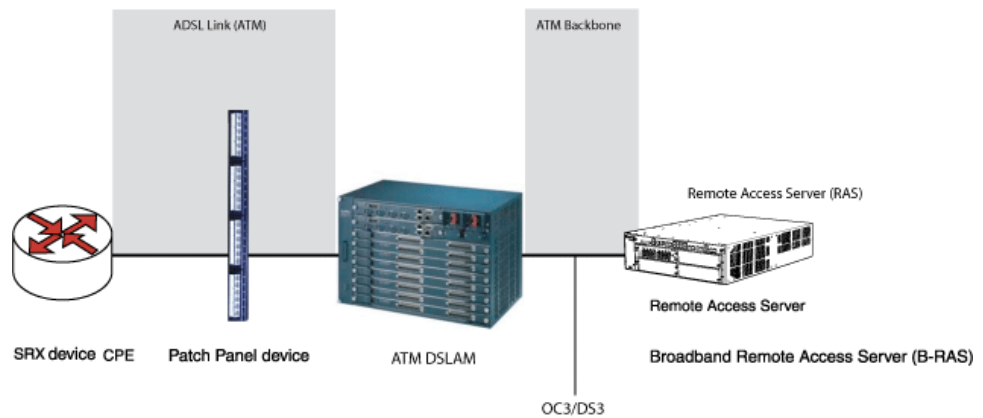 ADSL Link (ATM)
ATM Backbone
Remote Access Server (RAS)
Remote Access Server
SRX device CPE
Patch Panel device
ATM DSLAM
Broadband Remote Access Server (B-RAS)
OC3/DS3